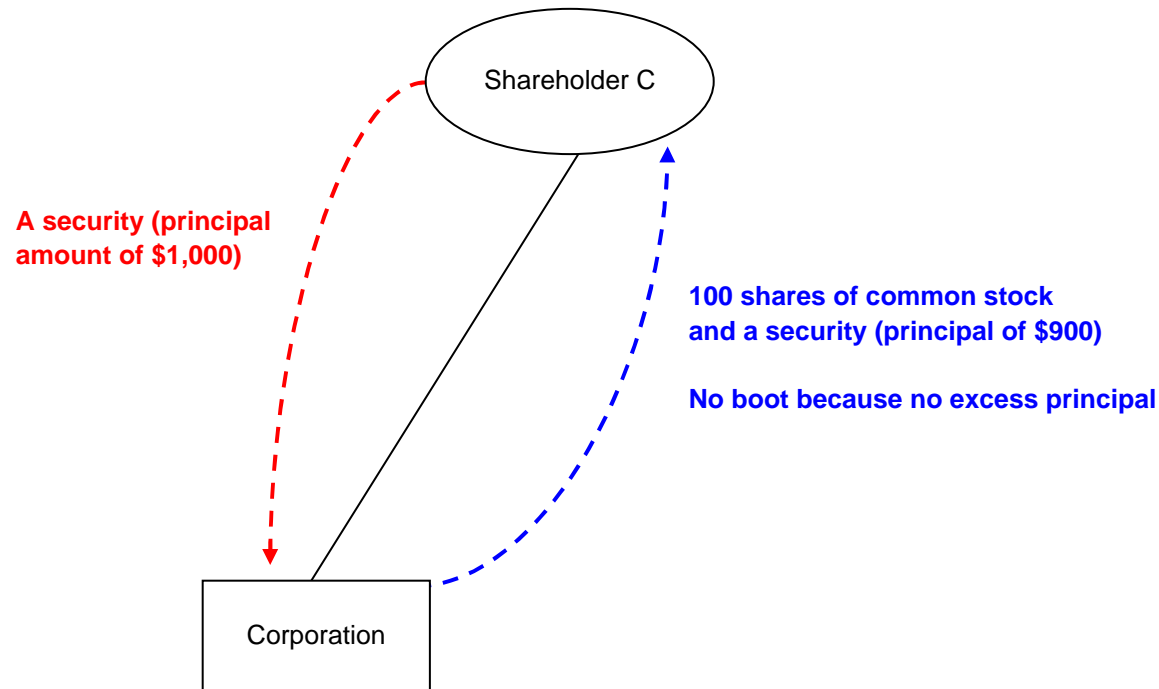 Shareholder C
A security (principal
amount of $1,000)
100 shares of common stock
and a security (principal of $900)
No boot because no excess principal
Corporation